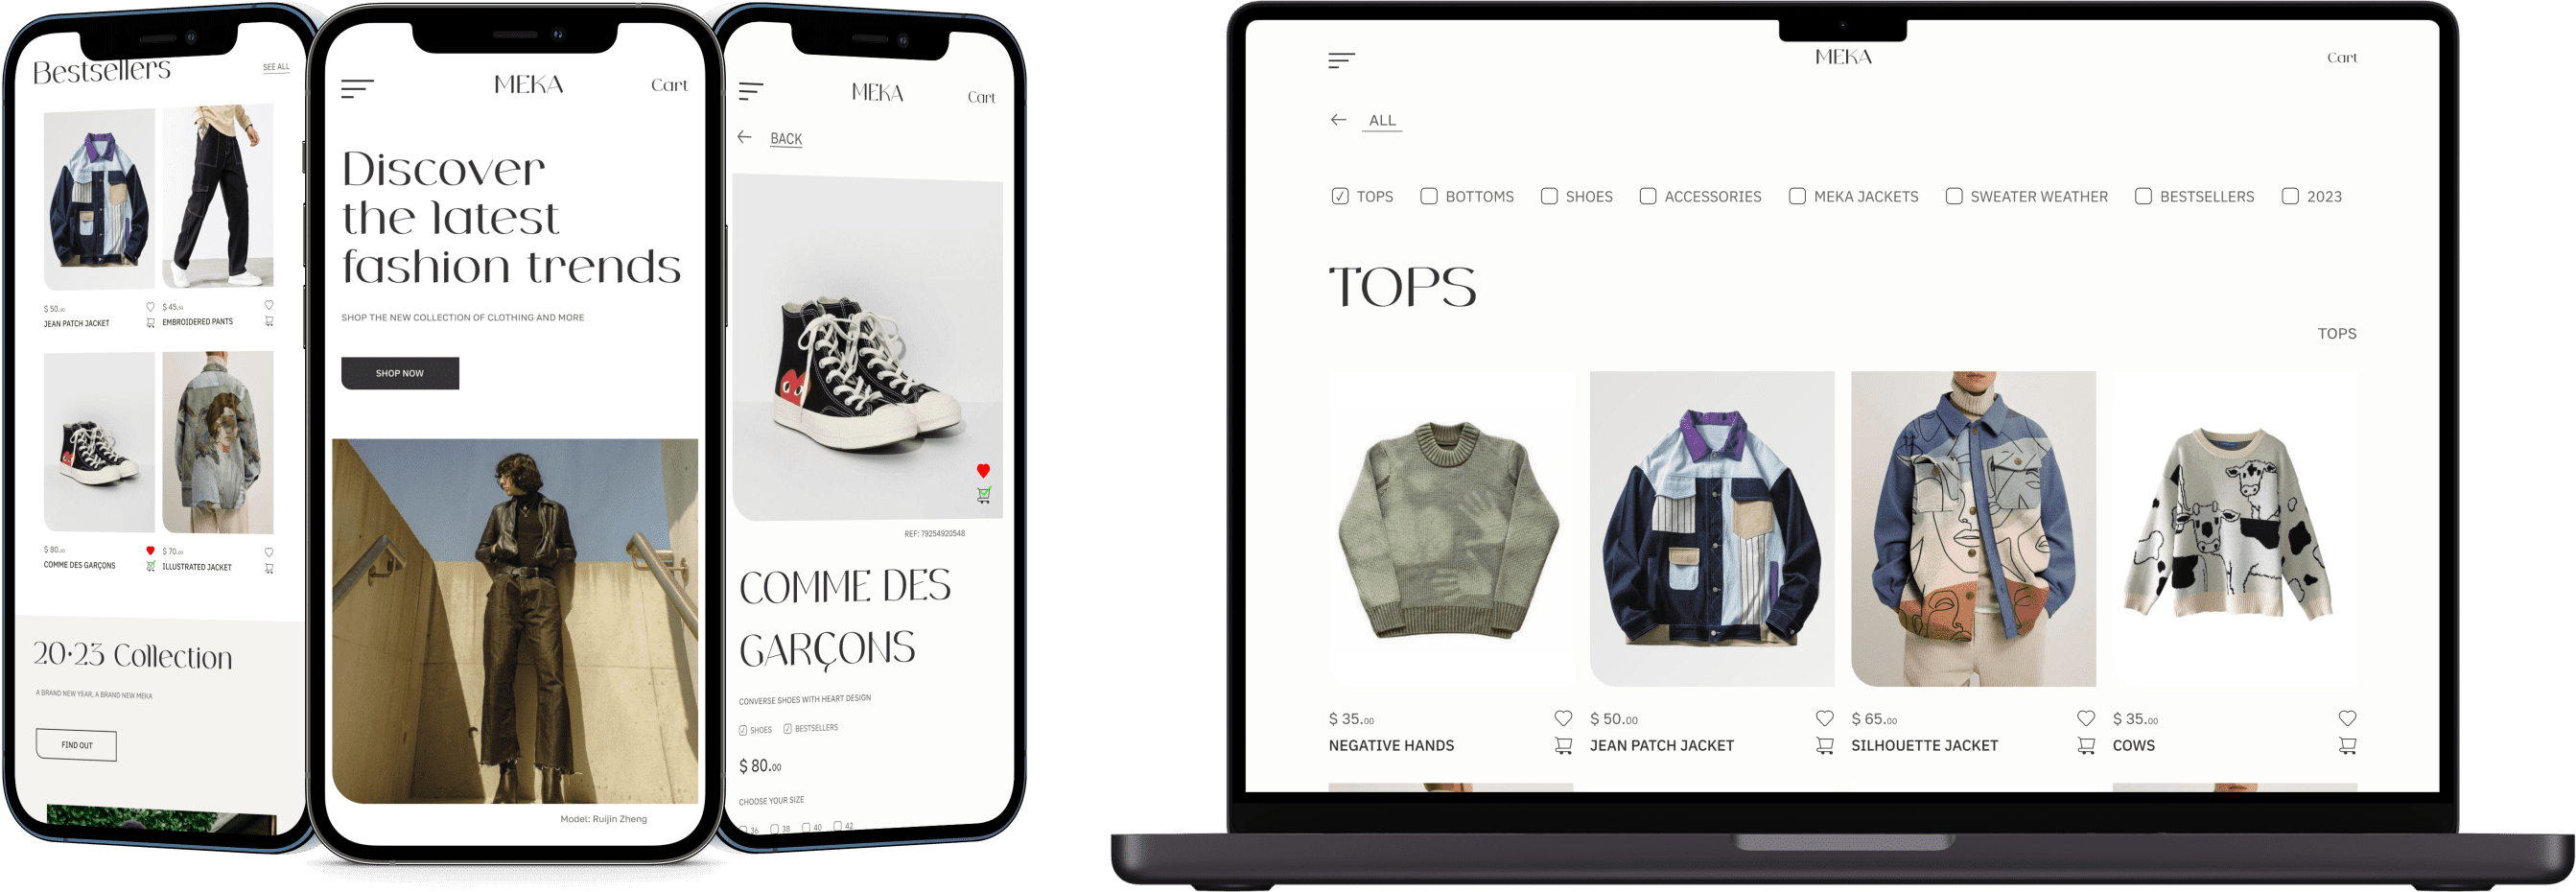 Bestsellers
SEE ALL
$ 50.00
JEAN PATCH JACKET
$ 45.00
EMBROIDERED PANTS
$ 80.00
COMME DES GARÇONS
$ 70.00
ILLUSTRATED JACKET
20·23 Collection
A BRAND NEW YEAR, A BRAND NEW MEKA
FIND OUT
MEKA
Cart
Discover
the latest
fashion trends
SHOP THE NEW COLLECTION OF CLOTHING AND MORE
SHOP NOW
Model: Ruijin Zheng
MEKA
Cart
BACK
REF: 79254920548
COMME DES
GARÇONS
CONVERSE SHOES WITH HEART DESIGN
SHOES BESTSELLERS
$ 80.00
CHOOSE YOUR SIZE
36 38 40 42
MEKA
Cart
ALL
TOPS BOTTOMS SHOES ACCESSORIES MEKA JACKETS SWEATER WEATHER BESTSELLERS 2023
TOPS
TOPS
$ 35.00
NEGATIVE HANDS
$ 50.00
JEAN PATCH JACKET
$ 65.00
SILHOUETTE JACKET
$ 35.00
COWS